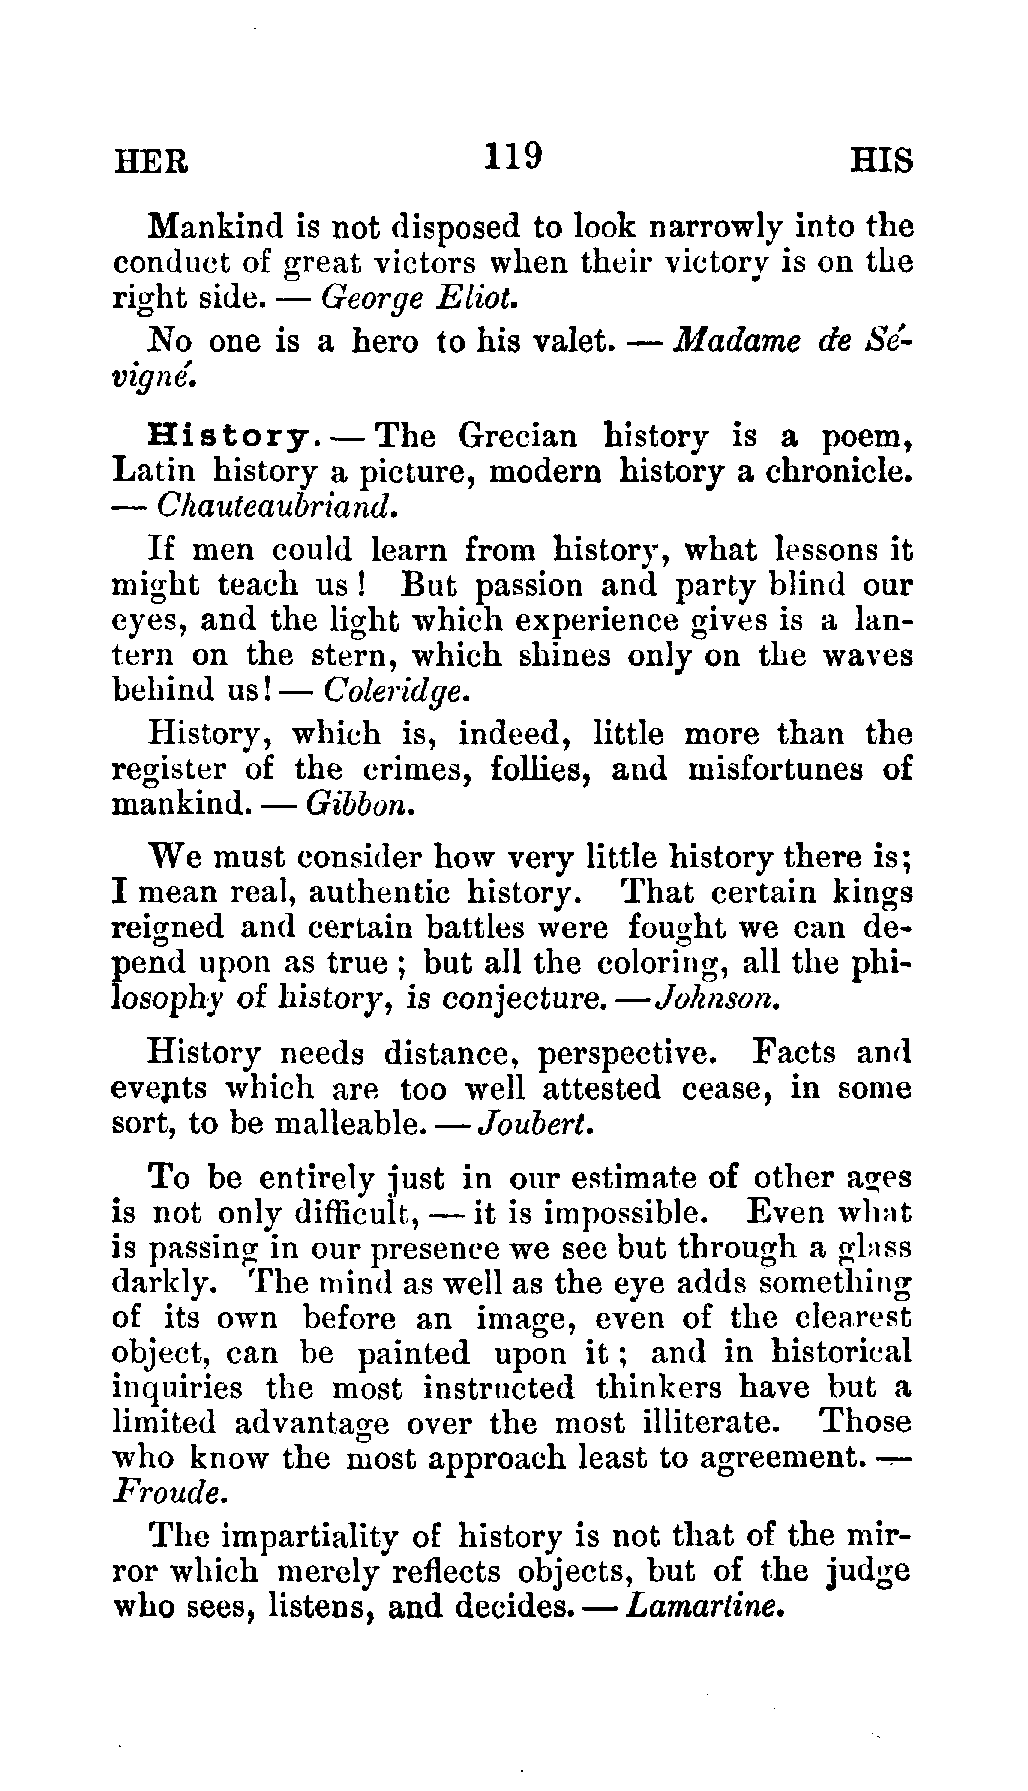 HER 119 HIS
Mankind is not disposed to look narrowly into the
conduct of great victors when their victory is on the
right side. — George Eliot.
No one is a hero to his valet. — Madame de Sé-
vigné.
History. — The Grecian history is a poem,
Latin history a picture, modern history a chronicle.
— Chauteaubriand.
If men could learn from history, what lessons it
might teach us! But passion and party blind our
eyes, and the light which experience gives is a lan-
tern on the stern, which shines only on the waves
behind us! — Coleridge.
History, which is, indeed, little more than the
register of the crimes, follies, and misfortunes of
mankind. — Gibbon.
We must consider how very little history there is;
I mean real, authentic history. That certain kings
reigned and certain battles were fought we can de-
pend upon as true; but all the coloring, all the phi-
losophy of history, is conjecture. — Johnson.
History needs distance, perspective. Facts and
events which are too well attested cease, in some
sort, to be malleable. — Joubert.
To be entirely just in our estimate of other ages
is not only difficult, — it is impossible. Even what
is passing in our presence we see but through a glass
darkly. The mind as well as the eye adds something
of its own before an image, even of the clearest
object, can be painted upon it; and in historical
inquiries the most instructed thinkers have but a
limited advantage over the most illiterate. Those
who know the most approach least to agreement. —
Froude.
The impartiality of history is not that of the mir-
ror which merely reflects objects, but of the judge
who sees, listens, and decides. — Lamartine.